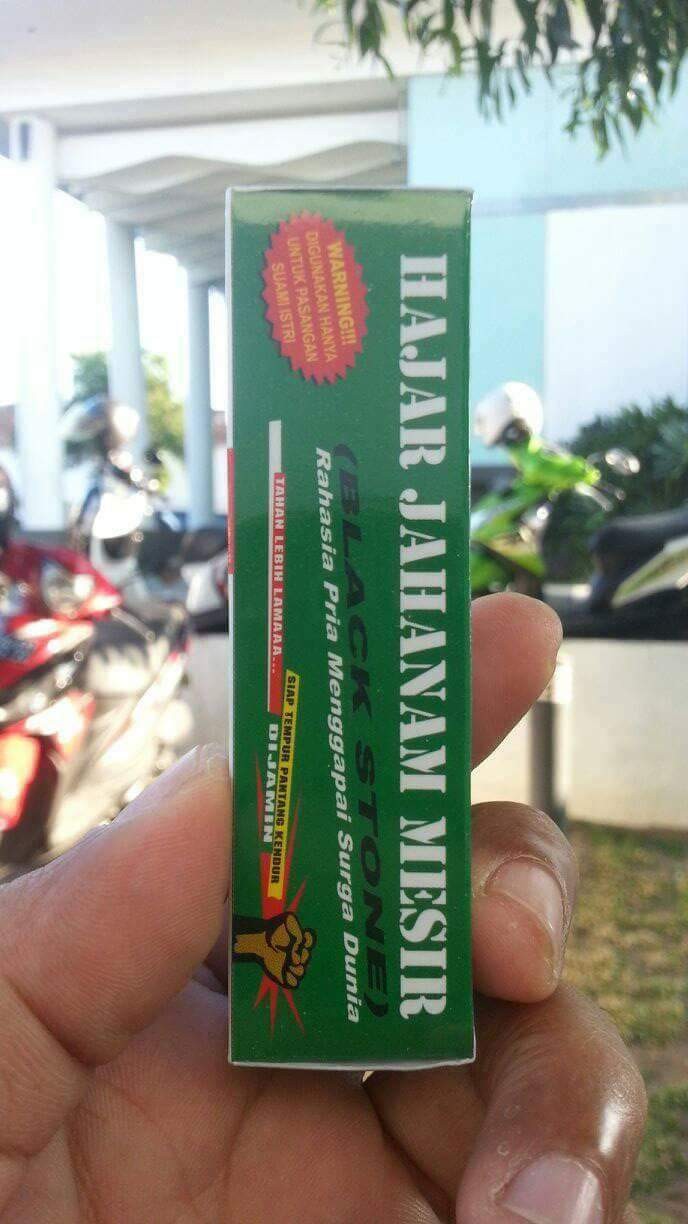 HAJAR JAHANAM MESIR
(BLACK STONE)
Rahasia Pria Menggapai Surga Dunia
WARNING!!!
DIGUNAKAN HANYA
UNTUK PASANGAN
SUAMI ISTRI
TAHAN LEBIH LAMAAA...
SIAP TEMPUR PANTANG KENDUR
DIJAMIN